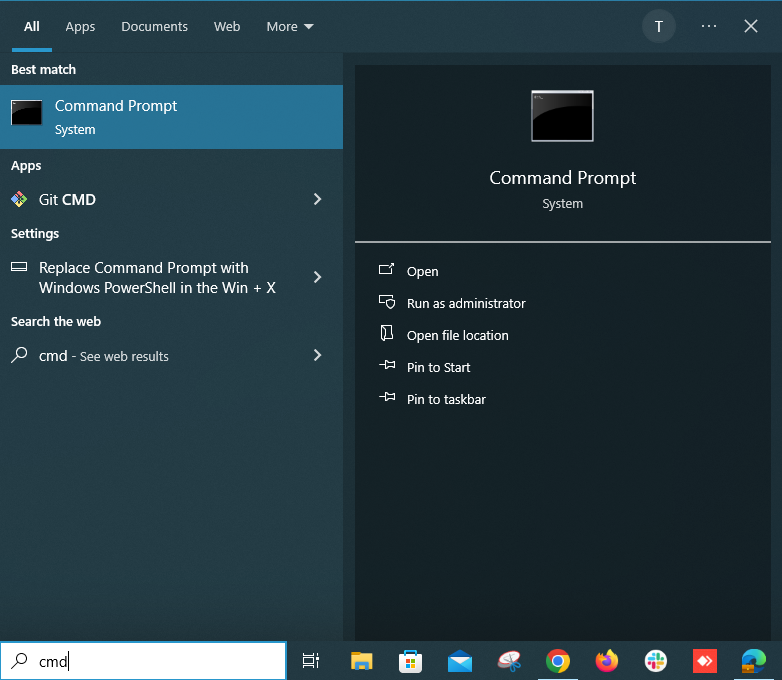 All Apps Documents Web More T ···
Best match
Command Prompt
System
Apps
Git CMD
Settings
Replace Command Prompt with
Windows PowerShell in the Win + X
Search the web
cmd - See web results
Command Prompt
System
Open
Run as administrator
Open file location
Pin to Start
Pin to taskbar
cmd